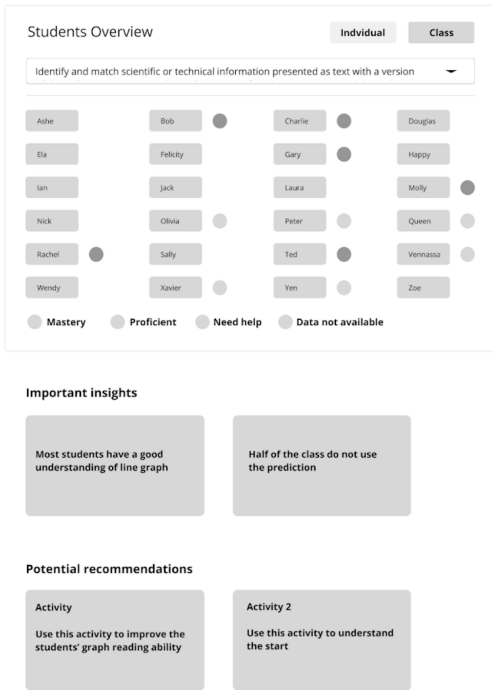 Students Overview
Indvidual
Class
Identify and match scientific or technical information presented as text with a version
Ashe
Bob
Charlie
Douglas
Ela
Felicity
Gary
Happy
Ian
Jack
Laura
Molly
Nick
Olivia
Peter
Queen
Rachel
Sally
Ted
Vennassa
Wendy
Xavier
Yen
Zoe
Mastery
Proficient
Need help
Data not available
Important insights
Most students have a good
understanding of line graph
Half of the class do not use
the prediction
Potential recommendations
Activity
Use this activity to improve the
students' graph reading ability
Activity 2
Use this activity to understand
the start